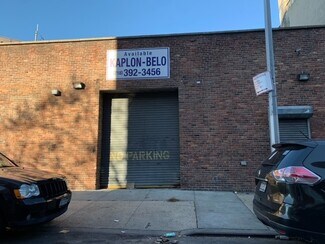 Available
KAPLON-BELO
392-3456
NO PARKING